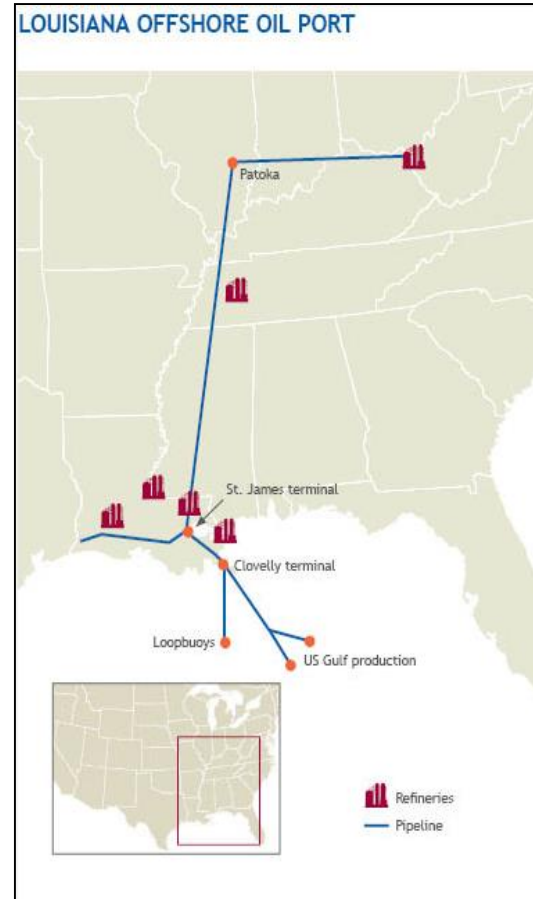 LOUISIANA OFFSHORE OIL PORT
Patoka
St. James terminal
Clovelly terminal
Loopbuoys
US Gulf production
Refineries
Pipeline